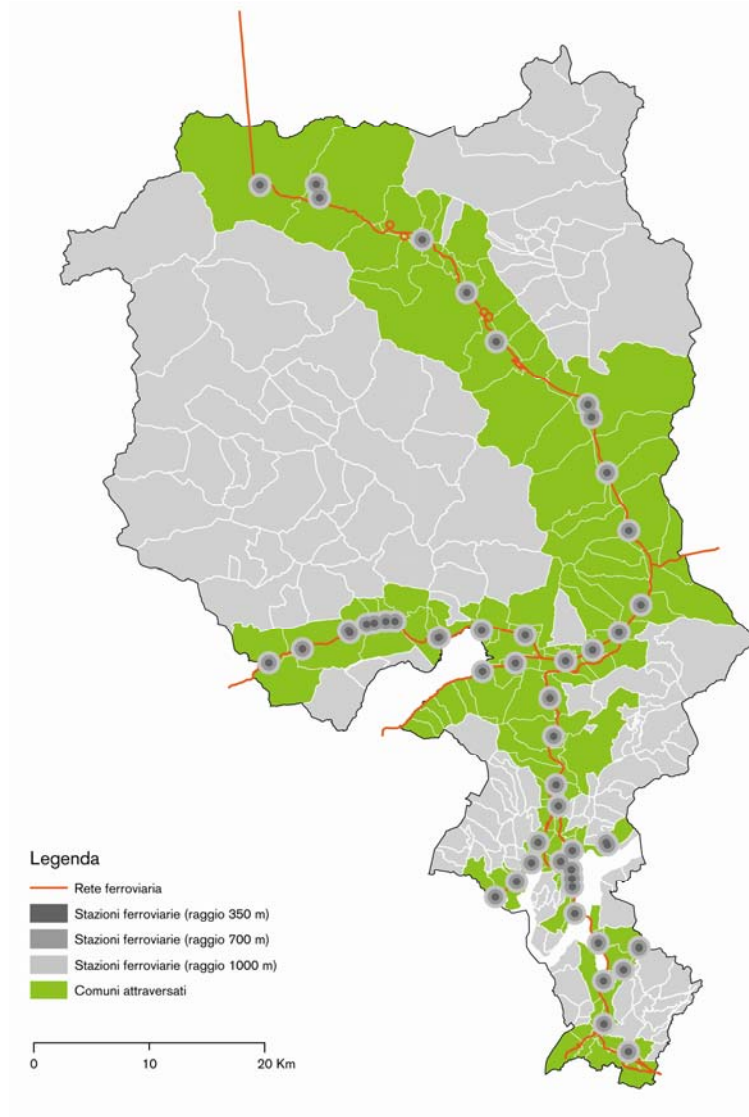 Legenda
Rete ferroviaria
Stazioni ferroviarie (raggio 350 m)
Stazioni ferroviarie (raggio 700 m)
Stazioni ferroviarie (raggio 1000 m)
Comuni attraversati
0 10 20 Km